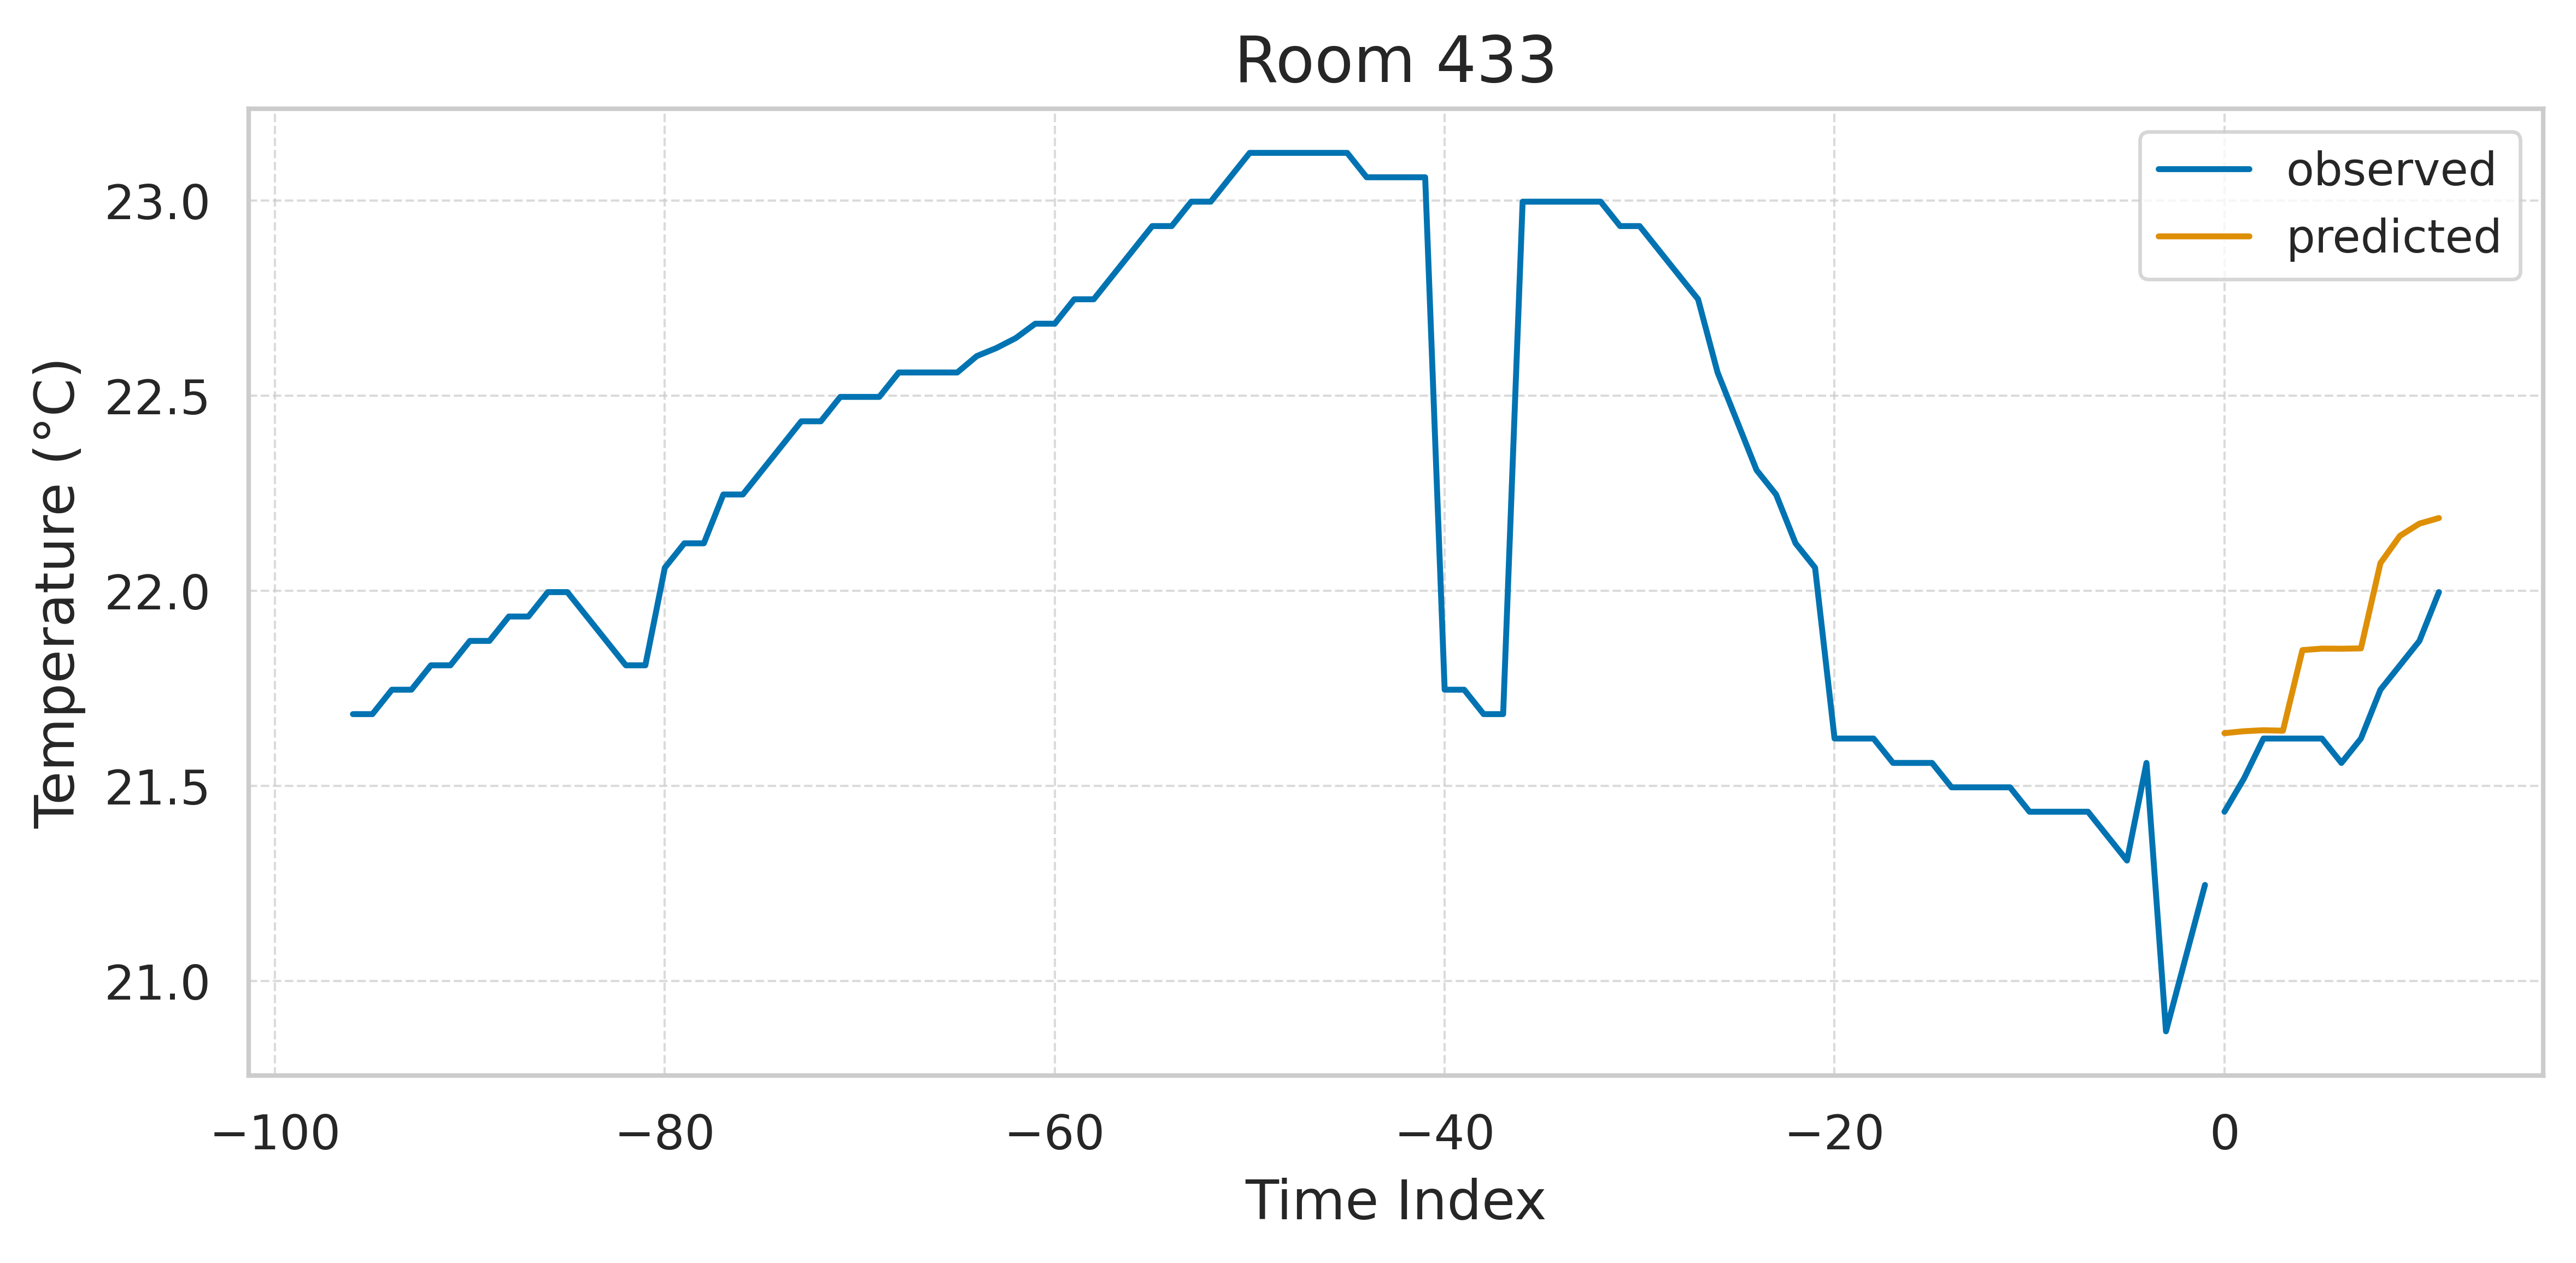 Room 433
observed
predicted
Temperature (°C)
23.0
22.5
22.0
21.5
21.0
−100 −80 −60 −40 −20 0
Time Index